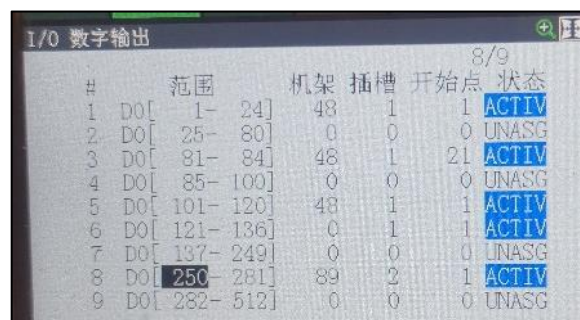 I/O 数字输出
8/9
# 范围 机架 插槽 开始点 状态
1 DO[ 1- 24] 48 1 1 ACTIV
2 DO[ 25- 80] 0 0 0 UNASG
3 DO[ 81- 84] 48 1 21 ACTIV
4 DO[ 85- 100] 0 0 0 UNASG
5 DO[ 101- 120] 48 1 1 ACTIV
6 DO[ 121- 136] 0 1 1 ACTIV
7 DO[ 137- 249] 0 0 0 UNASG
8 DO[ 250- 281] 89 2 1 ACTIV
9 DO[ 282- 512] 0 0 0 UNASG